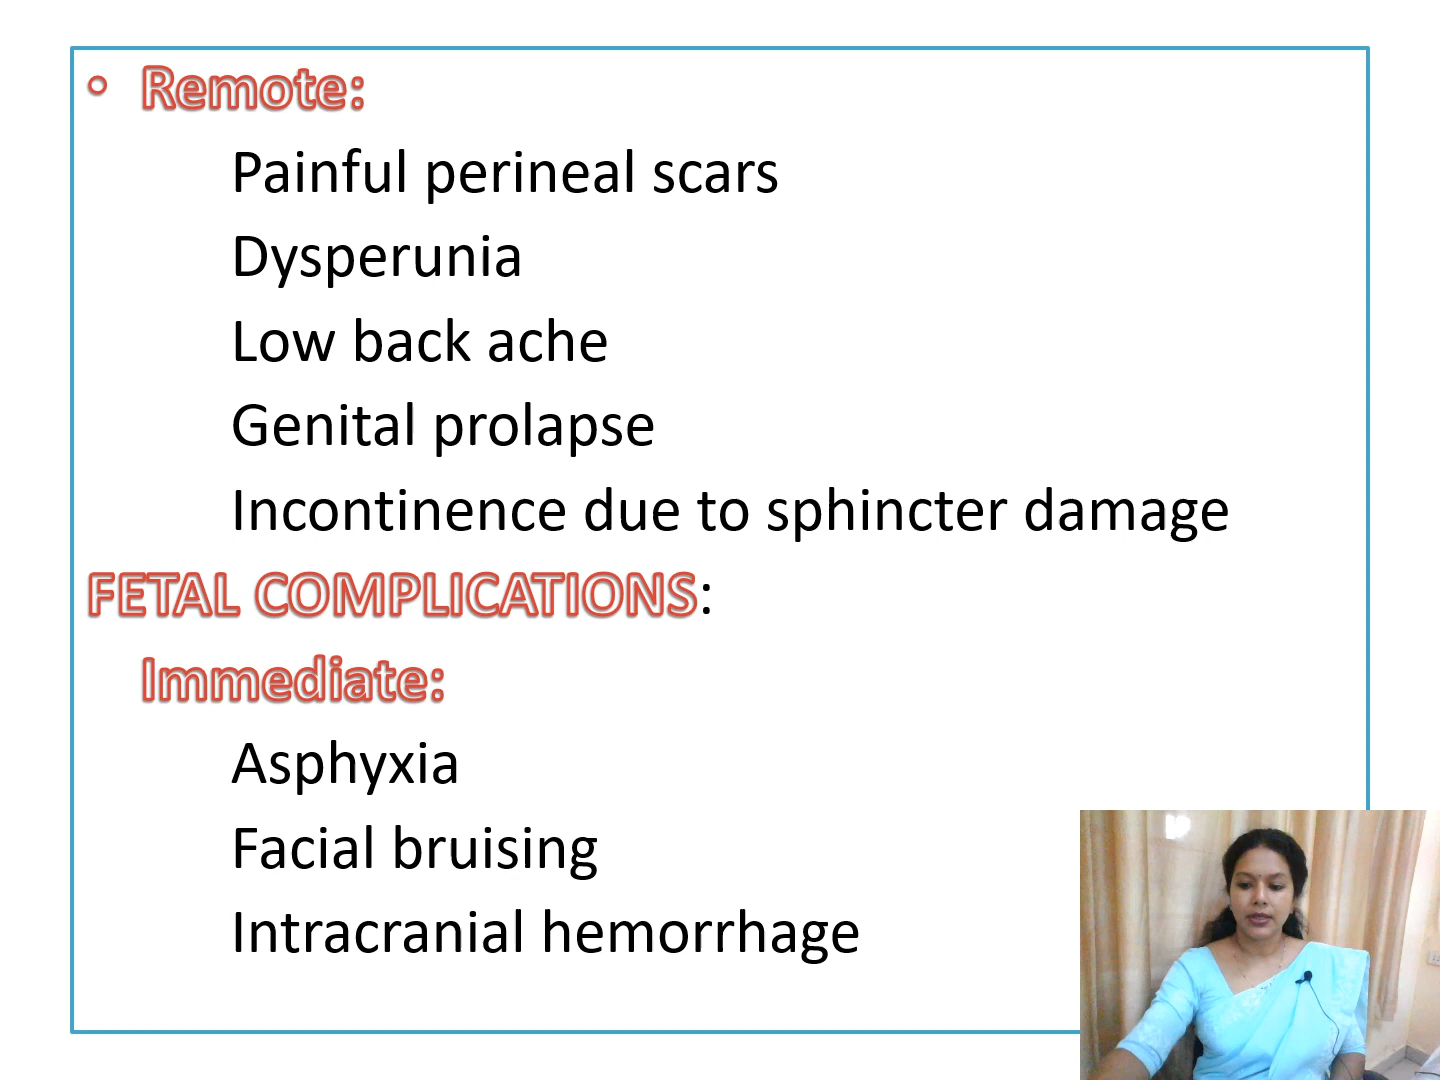 • Remote:
Painful perineal scars
Dysperunia
Low back ache
Genital prolapse
Incontinence due to sphincter damage
FETAL COMPLICATIONS:
Immediate:
Asphyxia
Facial bruising
Intracranial hemorrhage